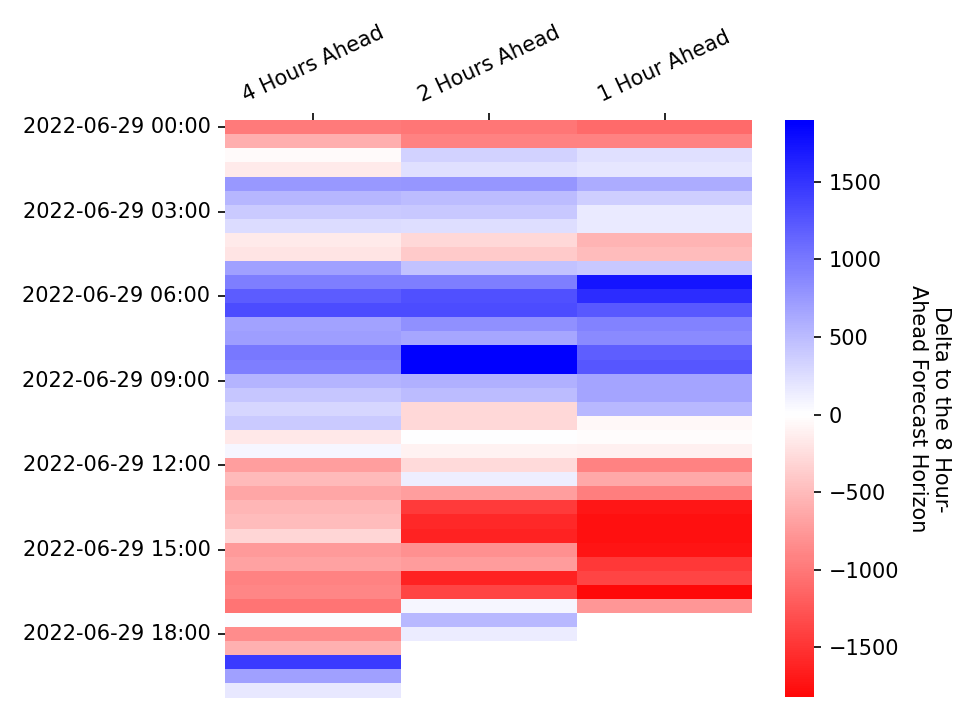 4 Hours Ahead
2 Hours Ahead
1 Hour Ahead
2022-06-29 00:00
2022-06-29 03:00
2022-06-29 06:00
2022-06-29 09:00
2022-06-29 12:00
2022-06-29 15:00
2022-06-29 18:00
1500
1000
500
0
−500
−1000
−1500
Delta to the 8 Hour-
Ahead Forecast Horizon